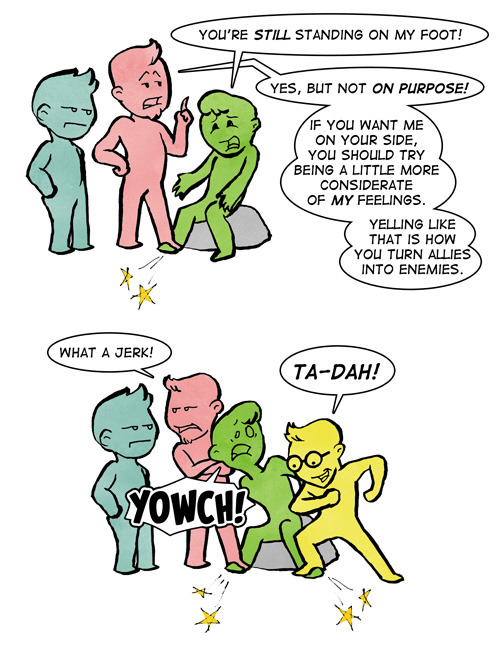 YOU'RE STILL STANDING ON MY FOOT!
YES, BUT NOT ON PURPOSE!
IF YOU WANT ME
ON YOUR SIDE,
YOU SHOULD TRY
BEING A LITTLE MORE
CONSIDERATE
OF MY FEELINGS.
YELLING LIKE
THAT IS HOW
YOU TURN ALLIES
INTO ENEMIES.
WHAT A JERK!
TA-DAH!
YOWCH!